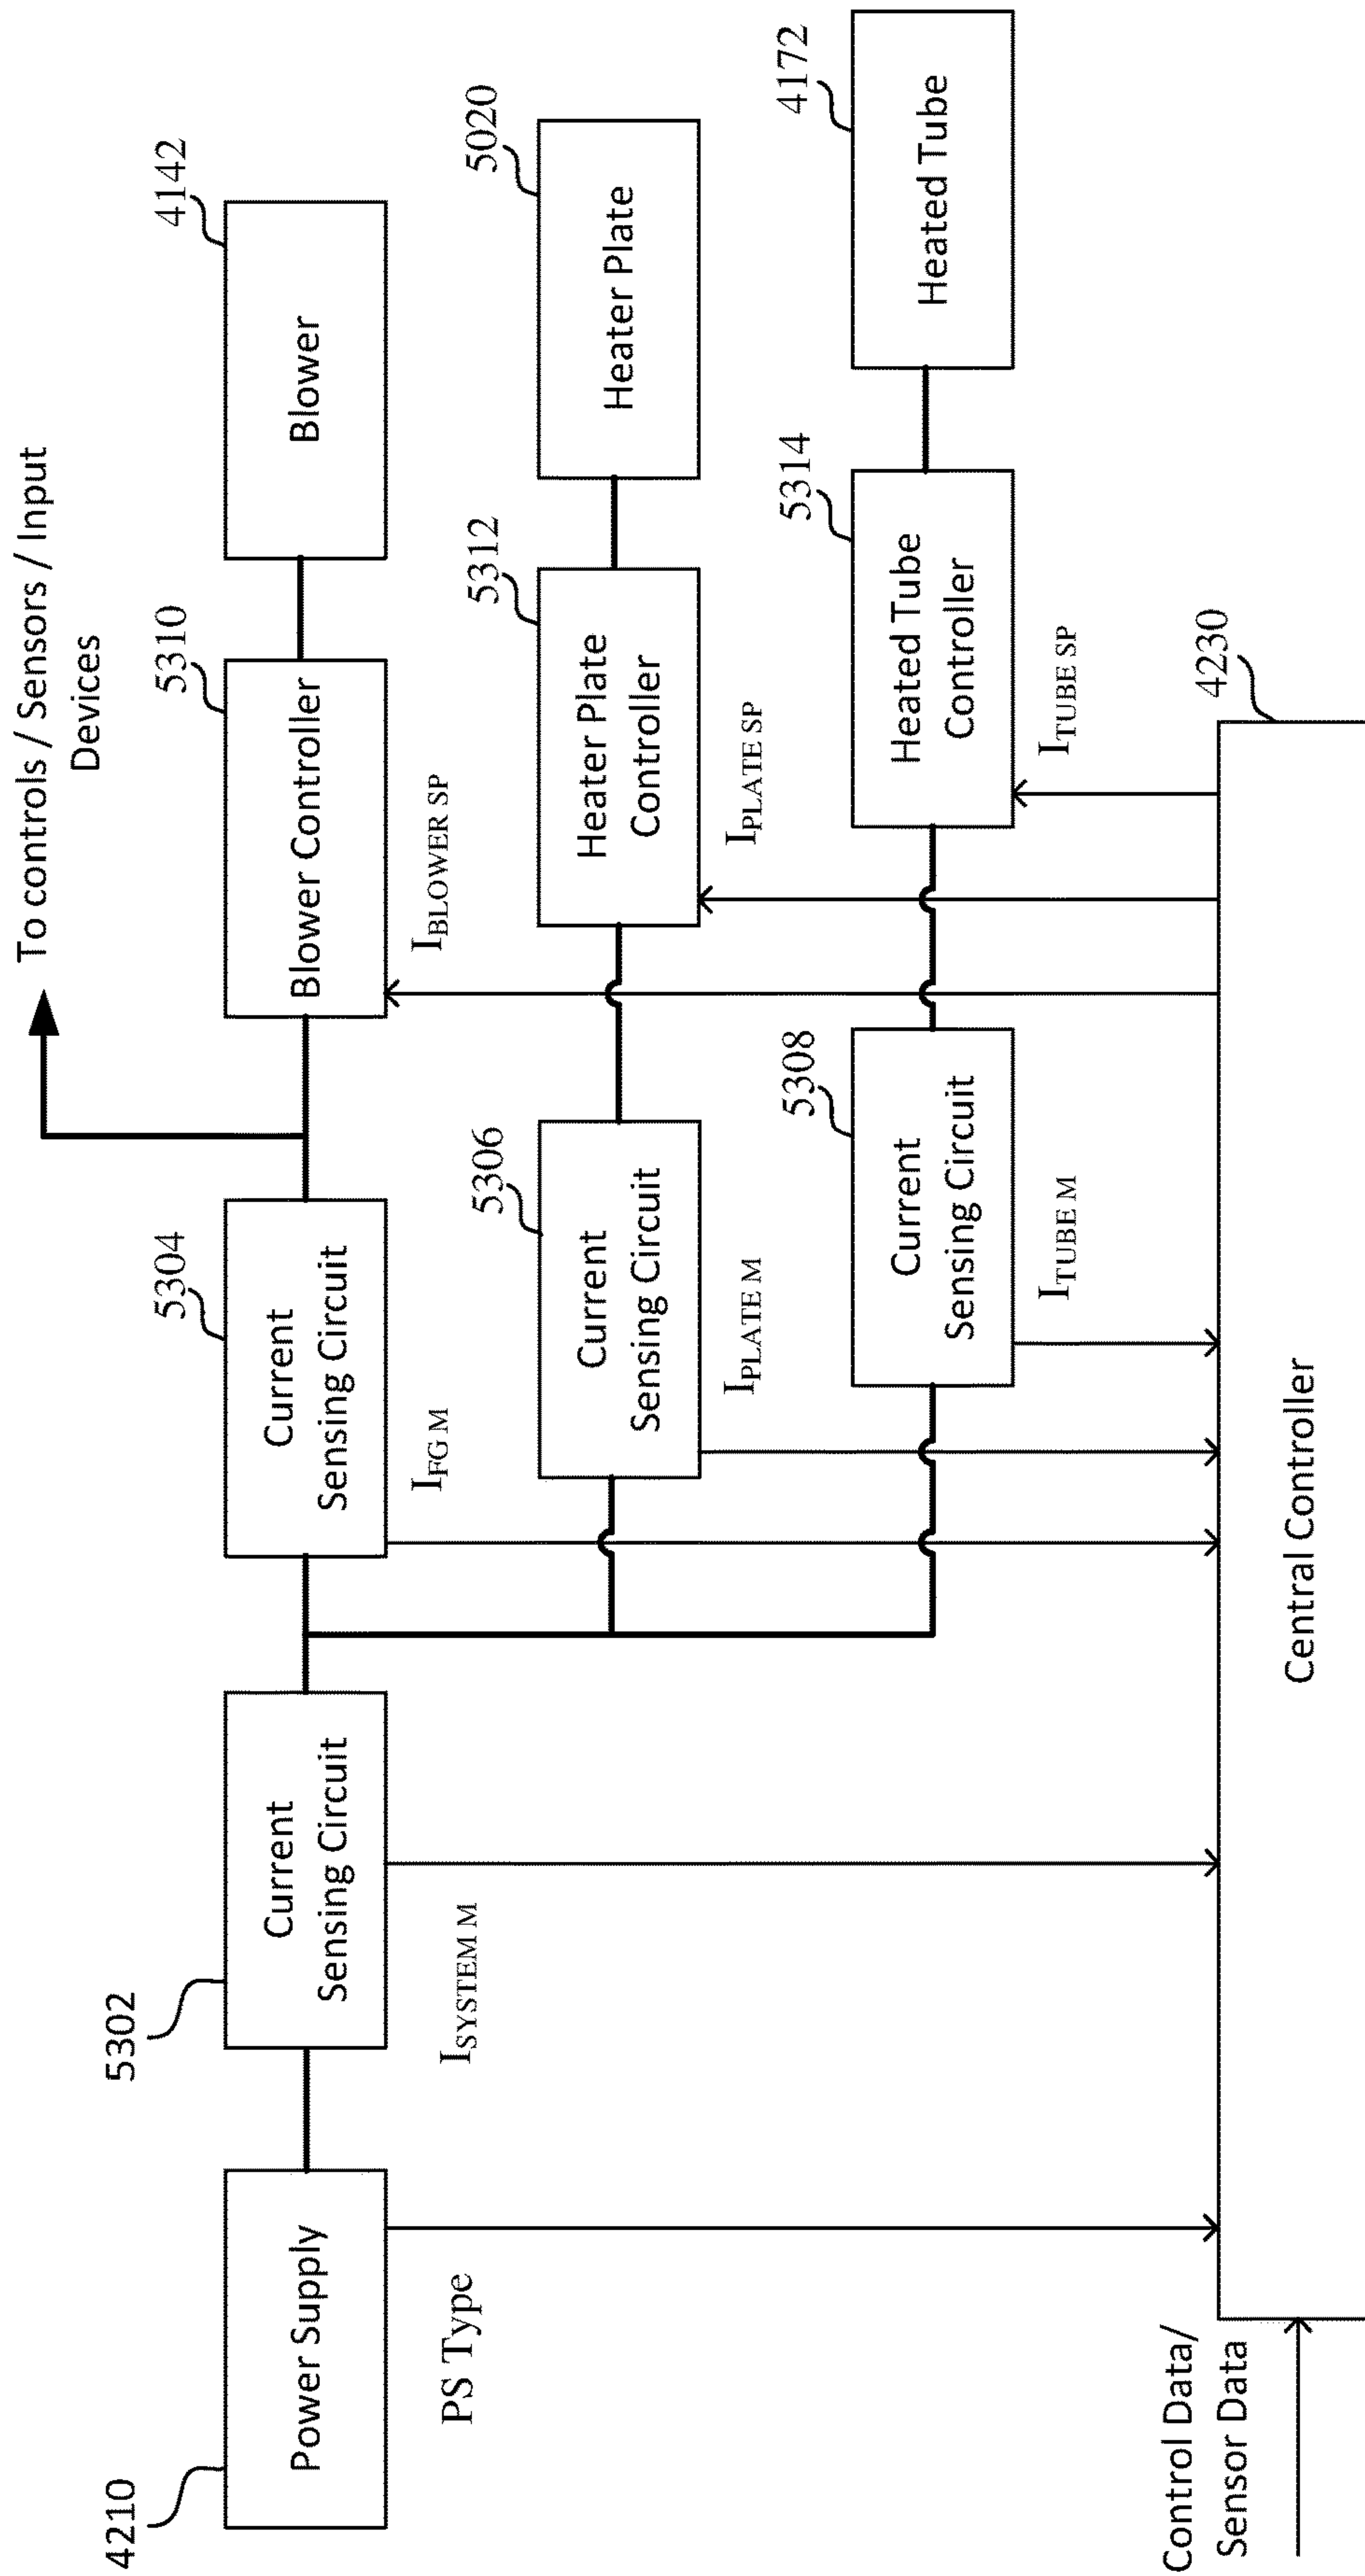 To controls / Sensors / Input
Devices
4210
Power Supply
PS Type
5302
Current
Sensing Circuit
I_SYSTEM M
5304
Current
Sensing Circuit
I_FG M
5310
Blower Controller
I_BLOWER SP
4142
Blower
5306
Current
Sensing Circuit
I_PLATE M
5312
Heater Plate
Controller
I_PLATE SP
5020
Heater Plate
5308
Current
Sensing Circuit
I_TUBE M
5314
Heated Tube
Controller
I_TUBE SP
4172
Heated Tube
Control Data/
Sensor Data
4230
Central Controller